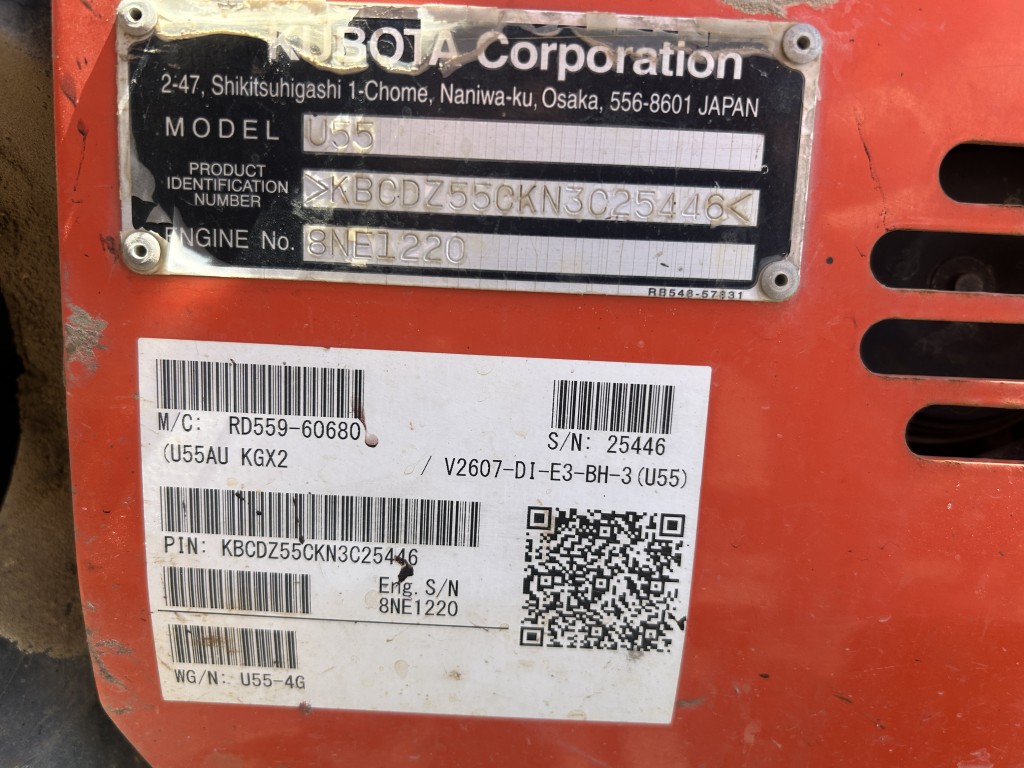 KUBOTA Corporation
2-47, Shikitsuhigashi 1-Chome, Naniwa-ku, Osaka, 556-8601 JAPAN
MODEL U55
PRODUCT IDENTIFICATION NUMBER >KBCDZ55CKN3C25446<
ENGINE No. 8NE1220
RB548-57831
M/C: RD559-60680
S/N: 25446
(U55AU KGX2 / V2607-DI-E3-BH-3(U55)
PIN: KBCDZ55CKN3C25446
Eng. S/N
8NE1220
WG/N: U55-4G